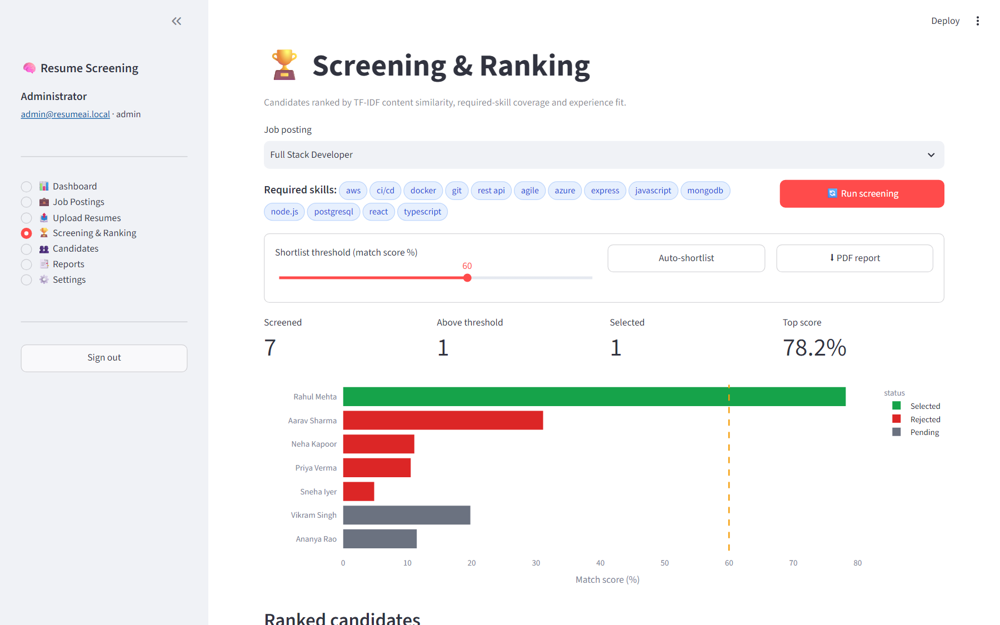 Deploy
🧠 Resume Screening
Administrator
admin@resumeai.local · admin
📊 Dashboard
💼 Job Postings
📤 Upload Resumes
🏆 Screening & Ranking
👥 Candidates
📑 Reports
⚙️ Settings
Sign out
🏆 Screening & Ranking
Candidates ranked by TF-IDF content similarity, required-skill coverage and experience fit.
Job posting
Full Stack Developer
Required skills: aws ci/cd docker git rest api agile azure express javascript mongodb
node.js postgresql react typescript
🔄 Run screening
Shortlist threshold (match score %)
60
Auto-shortlist
⬇ PDF report
Screened
7
Above threshold
1
Selected
1
Top score
78.2%
Rahul Mehta
Aarav Sharma
Neha Kapoor
Priya Verma
Sneha Iyer
Vikram Singh
Ananya Rao
0 10 20 30 40 50 60 70 80
Match score (%)
status
Selected
Rejected
Pending
Ranked candidates